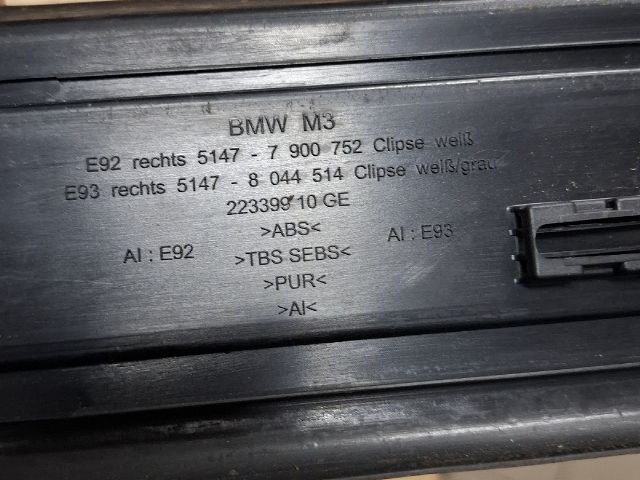 BMW M3
E92 rechts 5147 - 7 900 752 Clipse weiß
E93 rechts 5147 - 8 044 514 Clipse weiß/grau
223399 10 GE
>ABS<
AI : E92
>TBS SEBS<
AI : E93
>PUR<
>AI<